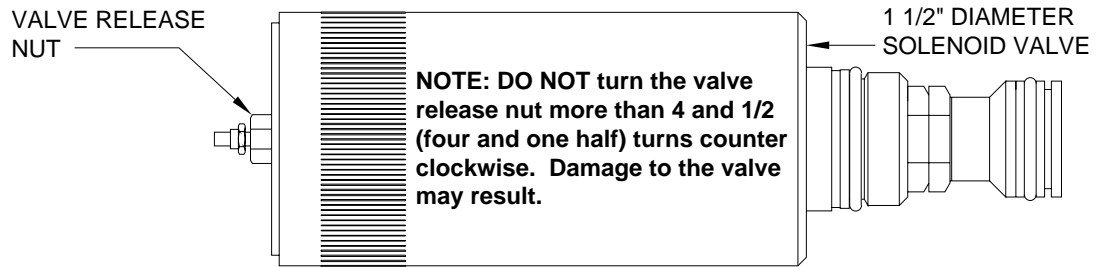 VALVE RELEASE
NUT
1 1/2" DIAMETER
SOLENOID VALVE
NOTE: DO NOT turn the valve
release nut more than 4 and 1/2
(four and one half) turns counter
clockwise.  Damage to the valve
may result.